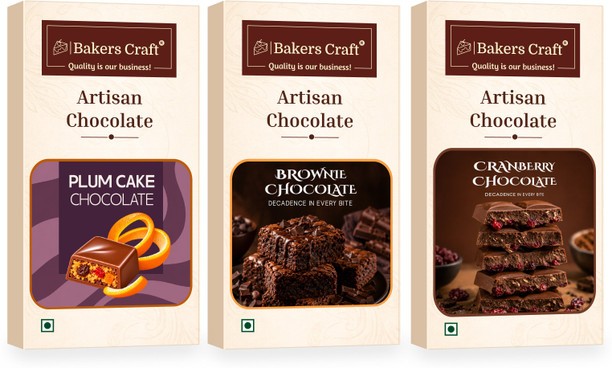 Bakers Craft
Quality is our business!
Artisan
Chocolate
PLUM CAKE
CHOCOLATE
Bakers Craft
Quality is our business!
Artisan
Chocolate
BROWNIE
CHOCOLATE
DECADENCE IN EVERY BITE
Bakers Craft
Quality is our business!
Artisan
Chocolate
CRANBERRY
CHOCOLATE
DECADENCE IN EVERY BITE